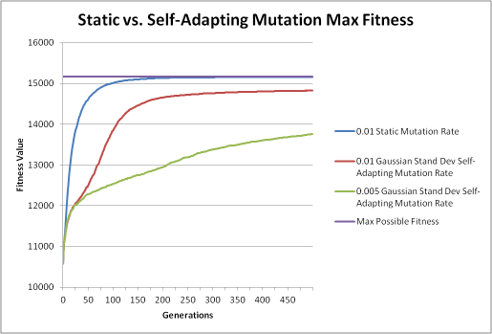 Static vs. Self-Adapting Mutation Max Fitness
16000
15000
14000
13000
12000
11000
10000
Fitness Value
0 50 100 150 200 250 300 350 400 450
Generations
0.01 Static Mutation Rate
0.01 Gaussian Stand Dev Self-
Adapting Mutation Rate
0.005 Gaussian Stand Dev Self-
Adapting Mutation Rate
Max Possible Fitness